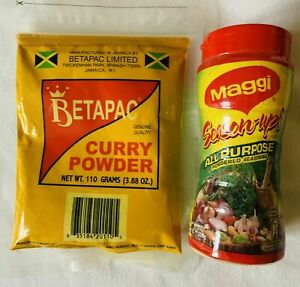 MANUFACTURED IN JAMAICA BY
BETAPAC LIMITED
TWICKENHAM PARK, SPANISH TOWN
JAMAICA, W.I.
BETAPAC
GENUINE
QUALITY
CURRY
POWDER
NET WT. 110 GRAMS (3.88 OZ.)
Maggi
Season-up!
ALL PURPOSE
POWDERED SEASONING